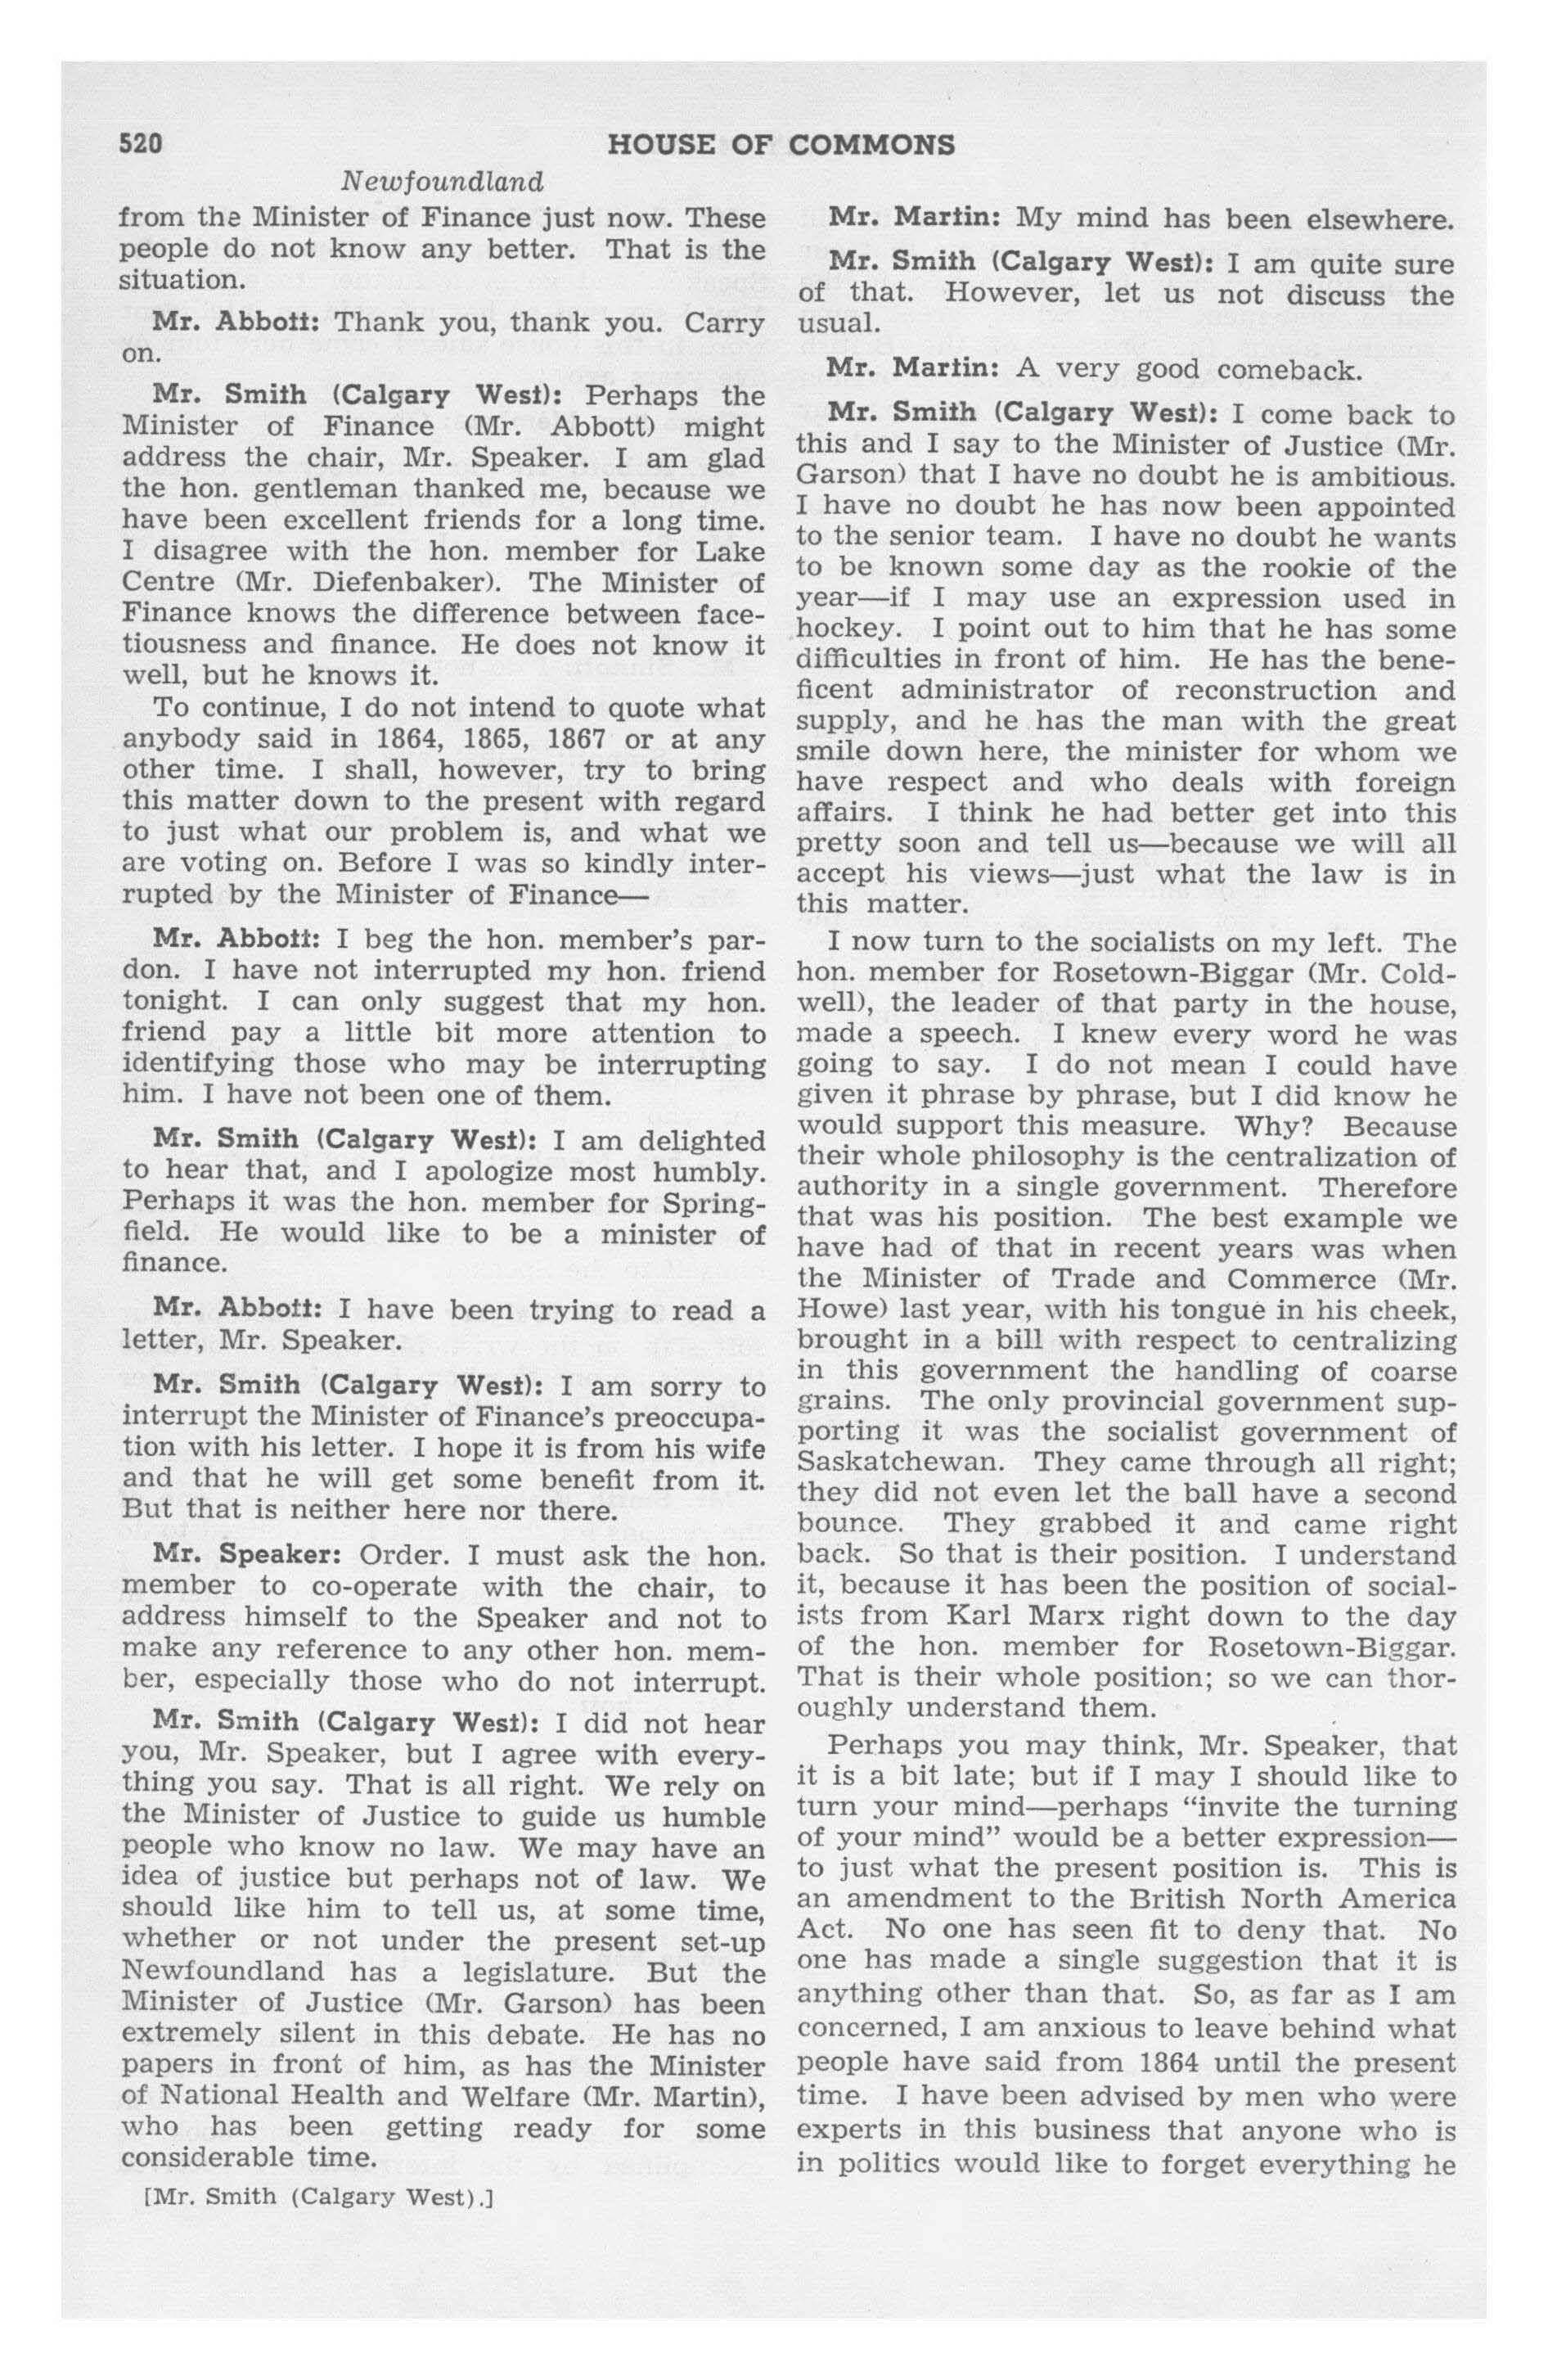 520
HOUSE OF COMMONS
Newfoundland
from the Minister of Finance just now. These
people do not know any better. That is the
situation.
Mr. Abbott: Thank you, thank you. Carry
on.
Mr. Smith (Calgary West): Perhaps the
Minister of Finance (Mr. Abbott) might
address the chair, Mr. Speaker. I am glad
the hon. gentleman thanked me, because we
have been excellent friends for a long time.
I disagree with the hon. member for Lake
Centre (Mr. Diefenbaker). The Minister of
Finance knows the difference between face-
tiousness and finance. He does not know it
well, but he knows it.
To continue, I do not intend to quote what
anybody said in 1864, 1865, 1867 or at any
other time. I shall, however, try to bring
this matter down to the present with regard
to just what our problem is, and what we
are voting on. Before I was so kindly inter-
rupted by the Minister of Finance—
Mr. Abbott: I beg the hon. member's par-
don. I have not interrupted my hon. friend
tonight. I can only suggest that my hon.
friend pay a little bit more attention to
identifying those who may be interrupting
him. I have not been one of them.
Mr. Smith (Calgary West): I am delighted
to hear that, and I apologize most humbly.
Perhaps it was the hon. member for Spring-
field. He would like to be a minister of
finance.
Mr. Abbott: I have been trying to read a
letter, Mr. Speaker.
Mr. Smith (Calgary West): I am sorry to
interrupt the Minister of Finance's preoccupa-
tion with his letter. I hope it is from his wife
and that he will get some benefit from it.
But that is neither here nor there.
Mr. Speaker: Order. I must ask the hon.
member to co-operate with the chair, to
address himself to the Speaker and not to
make any reference to any other hon. mem-
ber, especially those who do not interrupt.
Mr. Smith (Calgary West): I did not hear
you, Mr. Speaker, but I agree with every-
thing you say. That is all right. We rely on
the Minister of Justice to guide us humble
people who know no law. We may have an
idea of justice but perhaps not of law. We
should like him to tell us, at some time,
whether or not under the present set-up
Newfoundland has a legislature. But the
Minister of Justice (Mr. Garson) has been
extremely silent in this debate. He has no
papers in front of him, as has the Minister
of National Health and Welfare (Mr. Martin),
who has been getting ready for some
considerable time.
[Mr. Smith (Calgary West).]
Mr. Martin: My mind has been elsewhere.
Mr. Smith (Calgary West): I am quite sure
of that. However, let us not discuss the
usual.
Mr. Martin: A very good comeback.
Mr. Smith (Calgary West): I come back to
this and I say to the Minister of Justice (Mr.
Garson) that I have no doubt he is ambitious.
I have no doubt he has now been appointed
to the senior team. I have no doubt he wants
to be known some day as the rookie of the
year—if I may use an expression used in
hockey. I point out to him that he has some
difficulties in front of him. He has the bene-
ficent administrator of reconstruction and
supply, and he has the man with the great
smile down here, the minister for whom we
have respect and who deals with foreign
affairs. I think he had better get into this
pretty soon and tell us—because we will all
accept his views—just what the law is in
this matter.
I now turn to the socialists on my left. The
hon. member for Rosetown-Biggar (Mr. Cold-
well), the leader of that party in the house,
made a speech. I knew every word he was
going to say. I do not mean I could have
given it phrase by phrase, but I did know he
would support this measure. Why? Because
their whole philosophy is the centralization of
authority in a single government. Therefore
that was his position. The best example we
have had of that in recent years was when
the Minister of Trade and Commerce (Mr.
Howe) last year, with his tongue in his cheek,
brought in a bill with respect to centralizing
in this government the handling of coarse
grains. The only provincial government sup-
porting it was the socialist government of
Saskatchewan. They came through all right;
they did not even let the ball have a second
bounce. They grabbed it and came right
back. So that is their position. I understand
it, because it has been the position of social-
ists from Karl Marx right down to the day
of the hon. member for Rosetown-Biggar.
That is their whole position; so we can thor-
oughly understand them.
Perhaps you may think, Mr. Speaker, that
it is a bit late; but if I may I should like to
turn your mind—perhaps "invite the turning
of your mind" would be a better expression—
to just what the present position is. This is
an amendment to the British North America
Act. No one has seen fit to deny that. No
one has made a single suggestion that it is
anything other than that. So, as far as I am
concerned, I am anxious to leave behind what
people have said from 1864 until the present
time. I have been advised by men who were
experts in this business that anyone who is
in politics would like to forget everything he